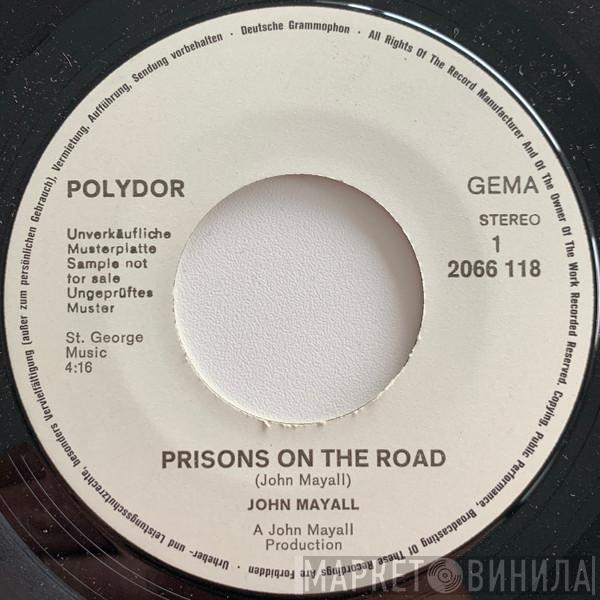 Urheber- und Leistungsschutzrechte, besonders Vervielfältigung (außer zum persönlichen Gebrauch), Vermietung, Aufführung, Sendung vorbehalten · Deutsche Grammophon · All Rights Of The Record Manufacturer And Of The Owner Of The Work Recorded Reserved. Copying, Public Performance, Broadcasting Of These Recordings Are Forbidden ·
POLYDOR
GEMA
Unverkäufliche
Musterplatte
Sample not
for sale
Ungeprüftes
Muster
STEREO
1
2066 118
St. George
Music
4:16
PRISONS ON THE ROAD
(John Mayall)
JOHN MAYALL
A John Mayall
Production
МАРКЕТ ВИНИЛА